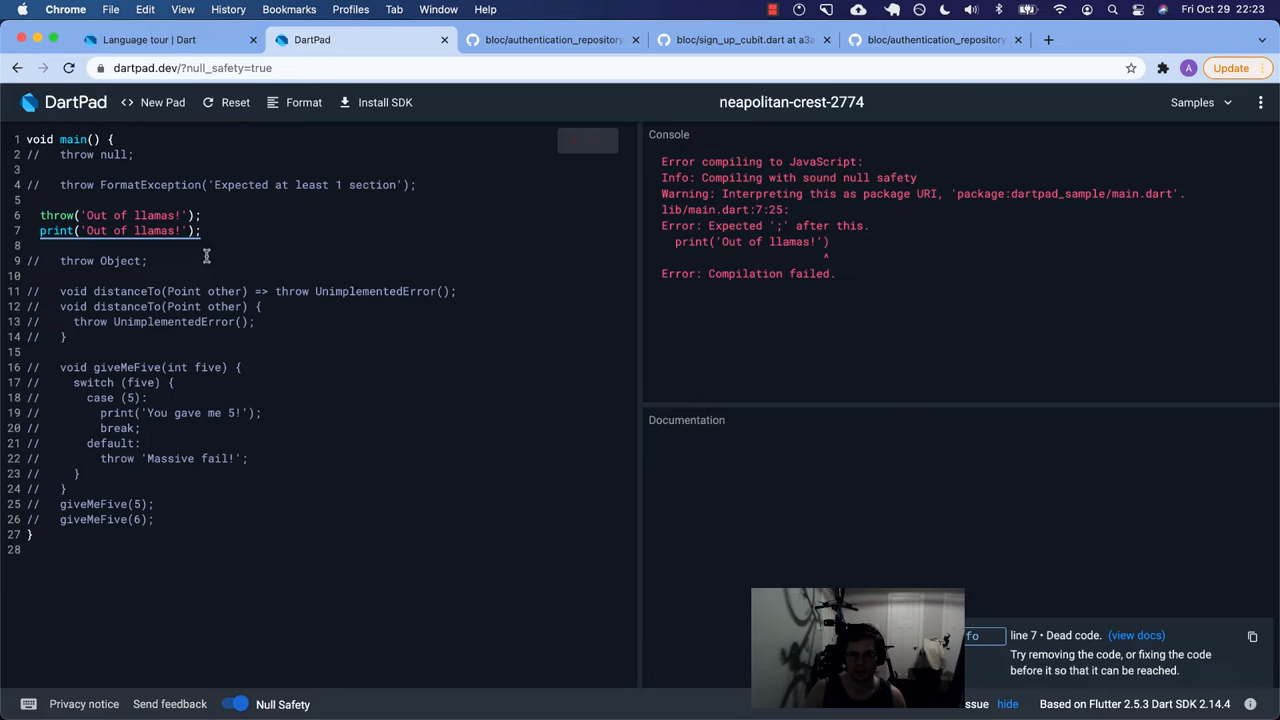 Chrome File Edit View History Bookmarks Profiles Tab Window Help Fri Oct 29 22:23
Language tour | Dart DartPad bloc/authentication_repository bloc/sign_up_cubit.dart at a3a bloc/authentication_repository
dartpad.dev/?null_safety=true A Update
DartPad <> New Pad Reset Format Install SDK neapolitan-crest-2774 Samples
1 void main() {
2 // throw null;
3
4 // throw FormatException('Expected at least 1 section');
5
6 throw('Out of llamas!');
7 print('Out of llamas!');
8
9 // throw Object;
10
11 // void distanceTo(Point other) => throw UnimplementedError();
12 // void distanceTo(Point other) {
13 // throw UnimplementedError();
14 // }
15
16 // void giveMeFive(int five) {
17 // switch (five) {
18 // case (5):
19 // print('You gave me 5!');
20 // break;
21 // default:
22 // throw 'Massive fail!';
23 // }
24 // }
25 // giveMeFive(5);
26 // giveMeFive(6);
27 }
28
Console
Error compiling to JavaScript:
Info: Compiling with sound null safety
Warning: Interpreting this as package URI, 'package:dartpad_sample/main.dart'.
lib/main.dart:7:25:
Error: Expected ';' after this.
print('Out of llamas!')
^
Error: Compilation failed.
Documentation
fo line 7 • Dead code. (view docs)
Try removing the code, or fixing the code
before it so that it can be reached.
Privacy notice Send feedback Null Safety ssue hide Based on Flutter 2.5.3 Dart SDK 2.14.4